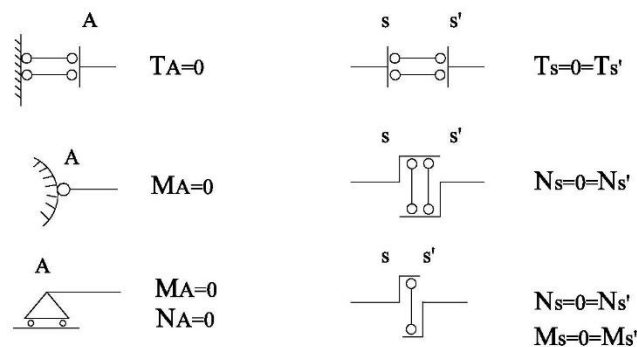 A
TA=0
s s'
Ts=0=Ts'
A
MA=0
s s'
Ns=0=Ns'
A
MA=0
NA=0
s s'
Ns=0=Ns'
Ms=0=Ms'